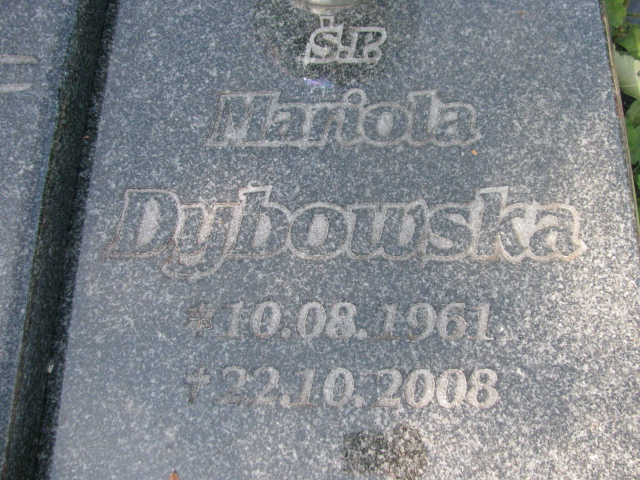 Ś.P.
Mariola
Dybowska
*10.08.1961
†22.10.2008